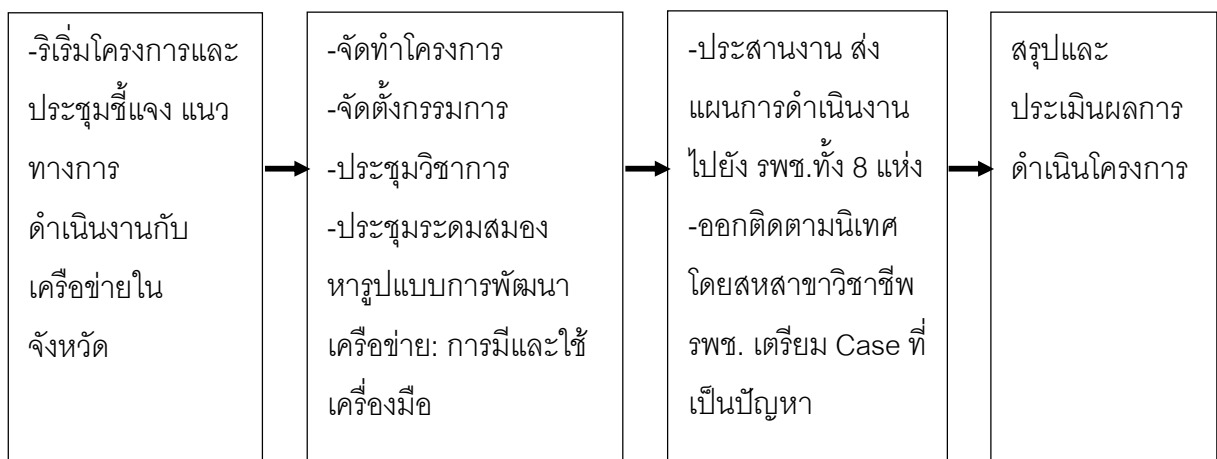 -ริเริ่มโครงการและ
ประชุมชี้แจง แนว
ทางการ
ดำเนินงานกับ
เครือข่ายใน
จังหวัด
-จัดทำโครงการ
-จัดตั้งกรรมการ
-ประชุมวิชาการ
-ประชุมระดมสมอง
หารูปแบบการพัฒนา
เครือข่าย: การมีและใช้
เครื่องมือ
-ประสานงาน ส่ง
แผนการดำเนินงาน
ไปยัง รพช.ทั้ง 8 แห่ง
-ออกติดตามนิเทศ
โดยสหสาขาวิชาชีพ
รพช. เตรียม Case ที่
เป็นปัญหา
สรุปและ
ประเมินผลการ
ดำเนินโครงการ